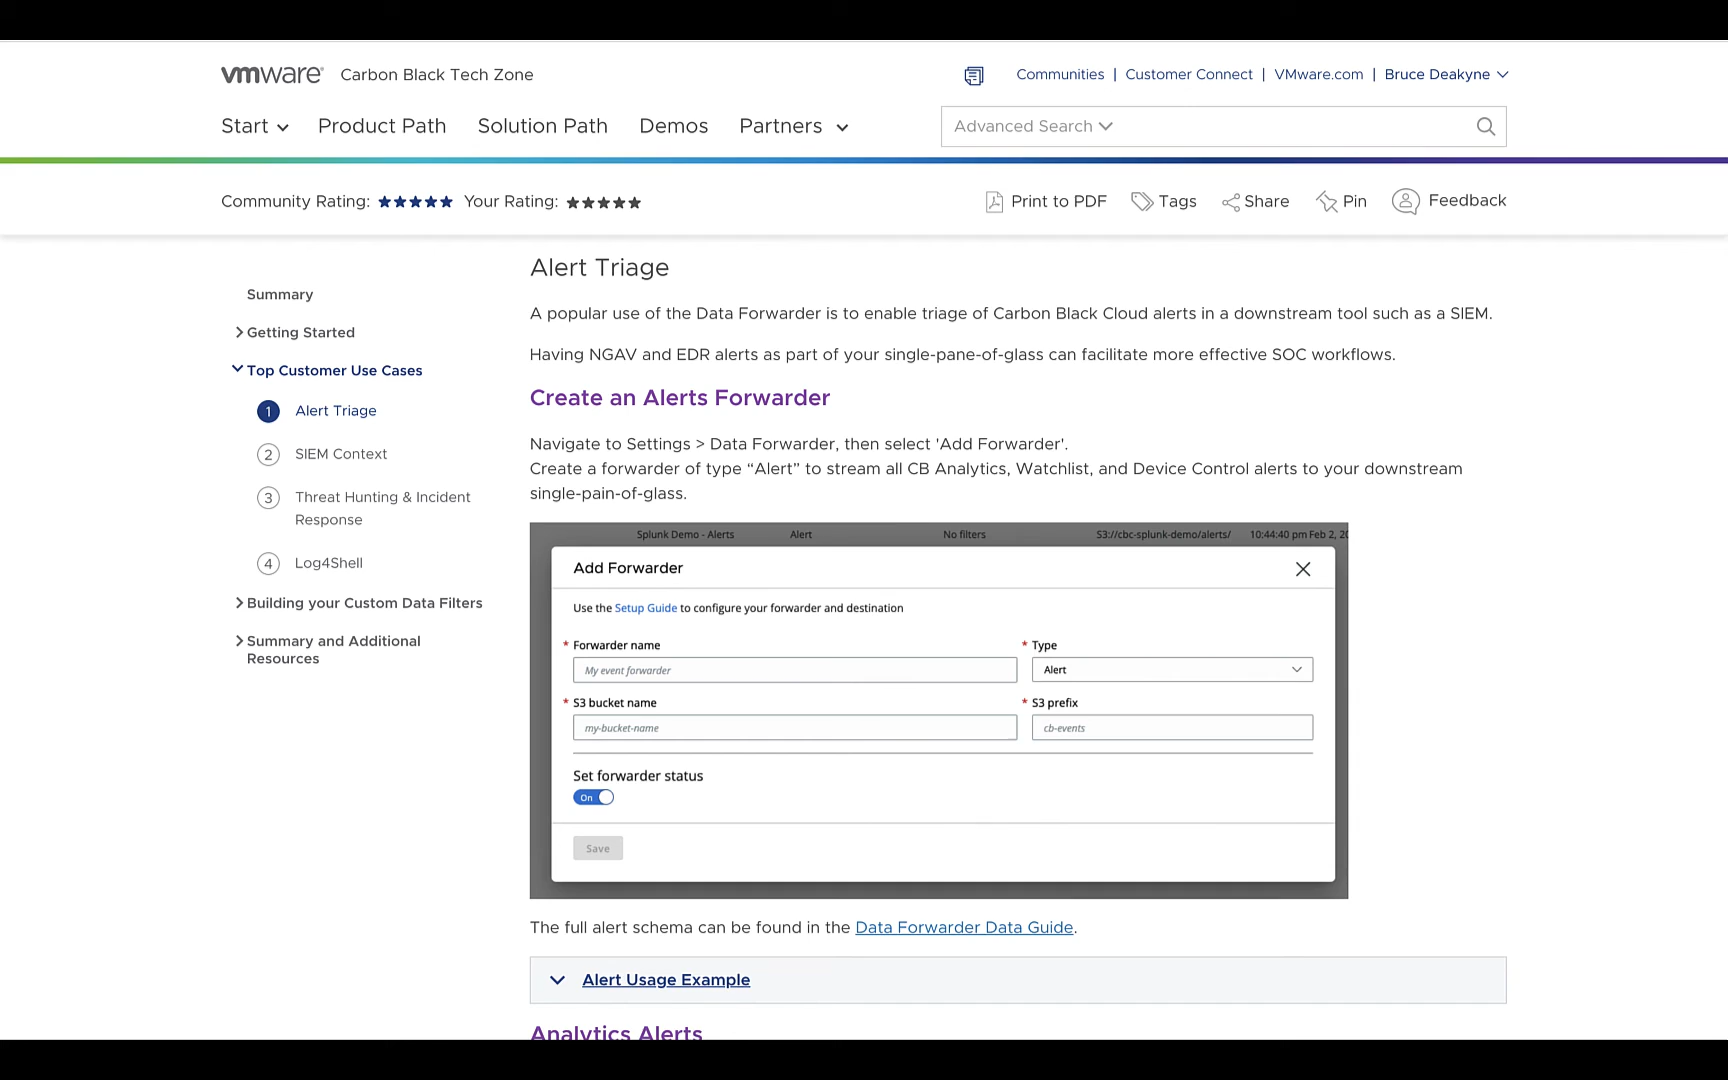 vmware® Carbon Black Tech Zone
Communities | Customer Connect | VMware.com | Bruce Deakyne
Start Product Path Solution Path Demos Partners
Advanced Search
Community Rating: Your Rating:
Print to PDF Tags Share Pin Feedback
Summary
Getting Started
Top Customer Use Cases
1 Alert Triage
2 SIEM Context
3 Threat Hunting & Incident
Response
4 Log4Shell
Building your Custom Data Filters
Summary and Additional
Resources
Alert Triage
A popular use of the Data Forwarder is to enable triage of Carbon Black Cloud alerts in a downstream tool such as a SIEM.
Having NGAV and EDR alerts as part of your single-pane-of-glass can facilitate more effective SOC workflows.
Create an Alerts Forwarder
Navigate to Settings > Data Forwarder, then select 'Add Forwarder'.
Create a forwarder of type “Alert” to stream all CB Analytics, Watchlist, and Device Control alerts to your downstream
single-pain-of-glass.
Splunk Demo - Alerts Alert No filters S3://cbc-splunk-demo/alerts/ 10:44:40 pm Feb 2, 20
Add Forwarder
Use the Setup Guide to configure your forwarder and destination
* Forwarder name * Type
My event forwarder Alert
* S3 bucket name * S3 prefix
my-bucket-name cb-events
Set forwarder status
On
Save
The full alert schema can be found in the Data Forwarder Data Guide.
Alert Usage Example
Analytics Alerts